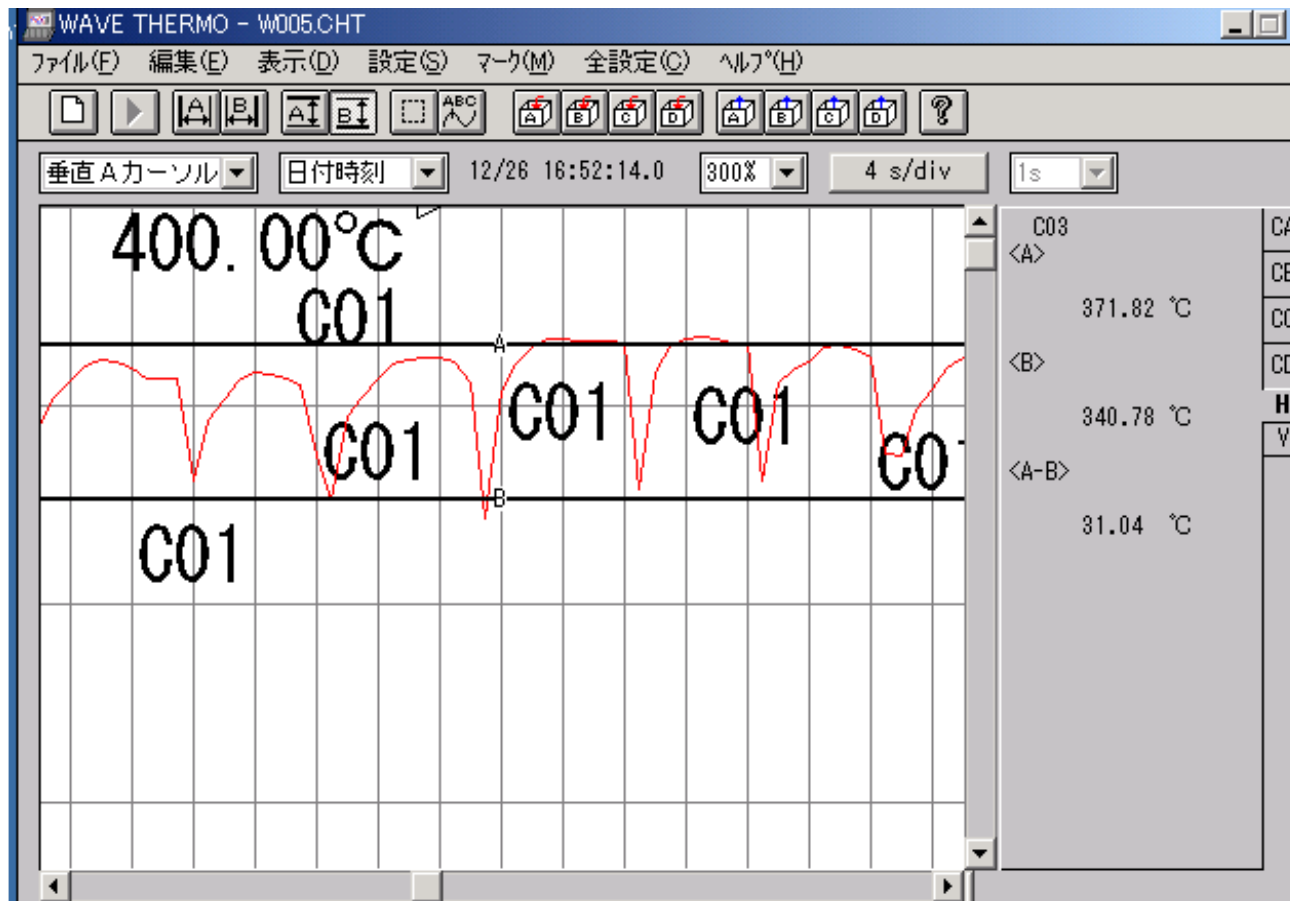 WAVE THERMO - W005.CHT
ﾌｧｲﾙ(F) 編集(E) 表示(D) 設定(S) ﾏｰｸ(M) 全設定(C) ﾍﾙﾌﾟ(H)
A B A B ABC A B C D A B C D ?
垂直Aカーソル 日付時刻 12/26 16:52:14.0 300% 4 s/div 1s
400.00℃
C01
A
C01 C01 C01
C01
B
C01
C03
<A>
371.82 ℃
<B>
340.78 ℃
<A-B>
31.04 ℃
H
V